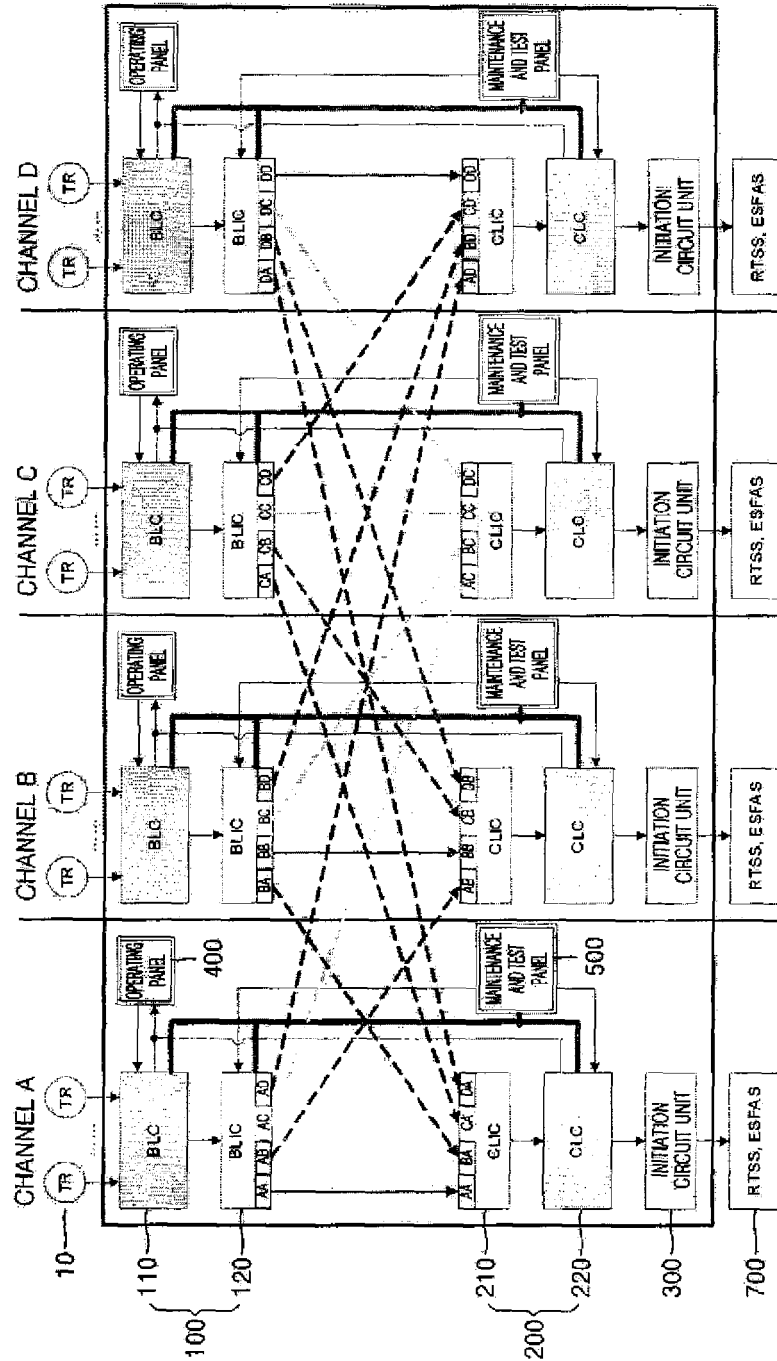 CHANNEL A
CHANNEL B
CHANNEL C
CHANNEL D
10
TR
TR
TR
TR
TR
TR
TR
TR
OPERATING
PANEL
OPERATING
PANEL
OPERATING
PANEL
OPERATING
PANEL
400
100
110
BLC
BLC
BLC
BLC
120
BLIC
BLIC
BLIC
BLIC
AA AB AC AD
BA BB BC BD
CA CB CC CD
DA DB DC DD
200
210
AA BA CA DA
AB BB CB DB
AC BC CC DC
AD BD CD DD
CLIC
CLIC
CLIC
CLIC
MAINTENANCE
AND TEST
PANEL
MAINTENANCE
AND TEST
PANEL
MAINTENANCE
AND TEST
PANEL
MAINTENANCE
AND TEST
PANEL
500
220
CLC
CLC
CLC
CLC
300
INITIATION
CIRCUIT UNIT
INITIATION
CIRCUIT UNIT
INITIATION
CIRCUIT UNIT
INITIATION
CIRCUIT UNIT
700
RTSS, ESFAS
RTSS, ESFAS
RTSS, ESFAS
RTSS, ESFAS